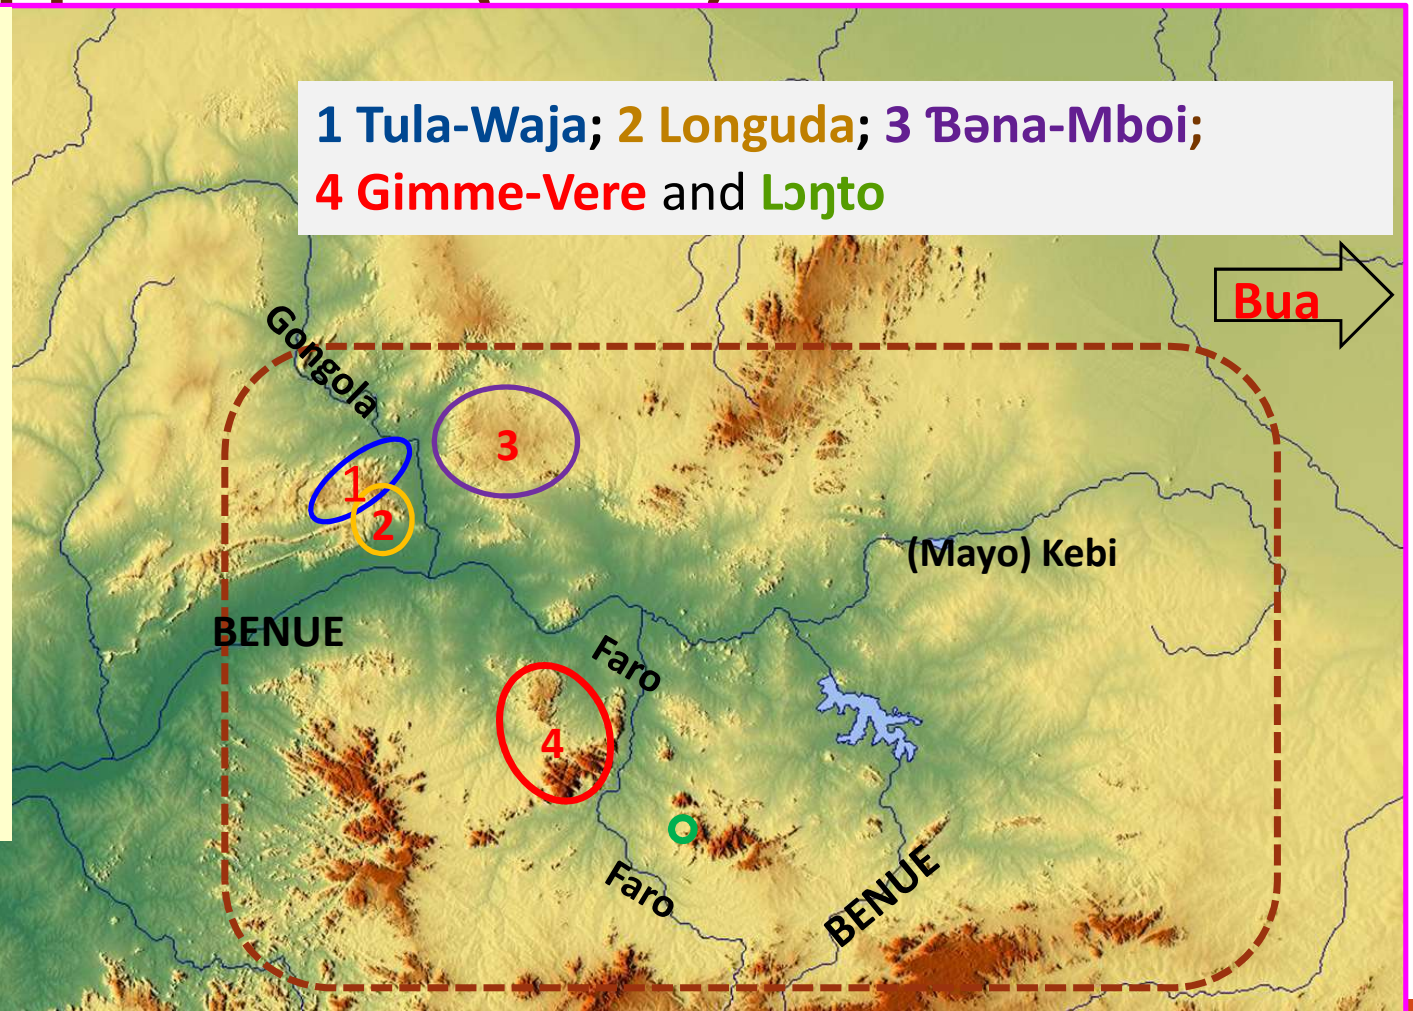 1 Tula-Waja; 2 Longuda; 3 Ɓəna-Mboi;
4 Gimme-Vere and Lɔŋto
Bua
Gongola
3
1
2
(Mayo) Kebi
BENUE
Faro
4
Faro
BENUE